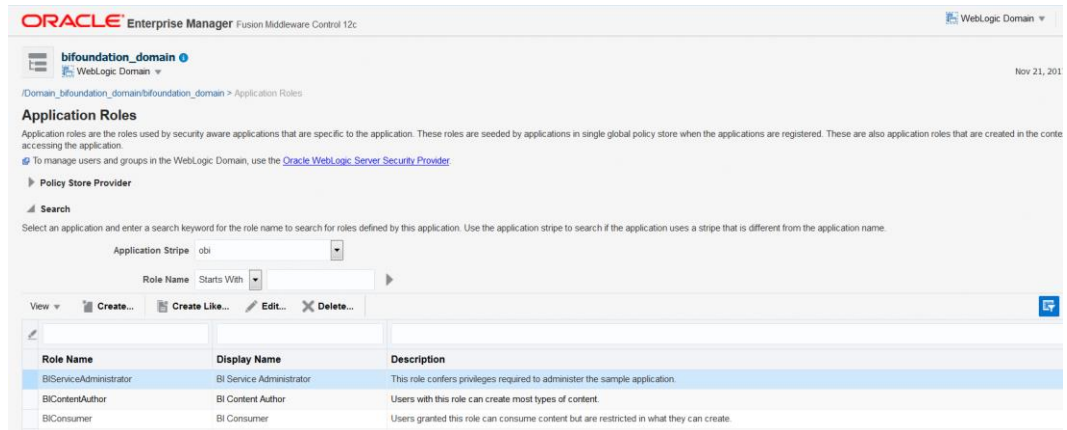 ORACLE Enterprise Manager Fusion Middleware Control 12c
WebLogic Domain
bifoundation_domain
WebLogic Domain
Nov 21, 201
/Domain_bifoundation_domain/bifoundation_domain > Application Roles
Application Roles
Application roles are the roles used by security aware applications that are specific to the application. These roles are seeded by applications in single global policy store when the applications are registered. These are also application roles that are created in the conte
accessing the application.
To manage users and groups in the WebLogic Domain, use the Oracle WebLogic Server Security Provider.
Policy Store Provider
Search
Select an application and enter a search keyword for the role name to search for roles defined by this application. Use the application stripe to search if the application uses a stripe that is different from the application name.
Application Stripe obi
Role Name Starts With
View Create... Create Like... Edit... Delete...
Role Name Display Name Description
BIServiceAdministrator BI Service Administrator This role confers privileges required to administer the sample application.
BIContentAuthor BI Content Author Users with this role can create most types of content.
BIConsumer BI Consumer Users granted this role can consume content but are restricted in what they can create.